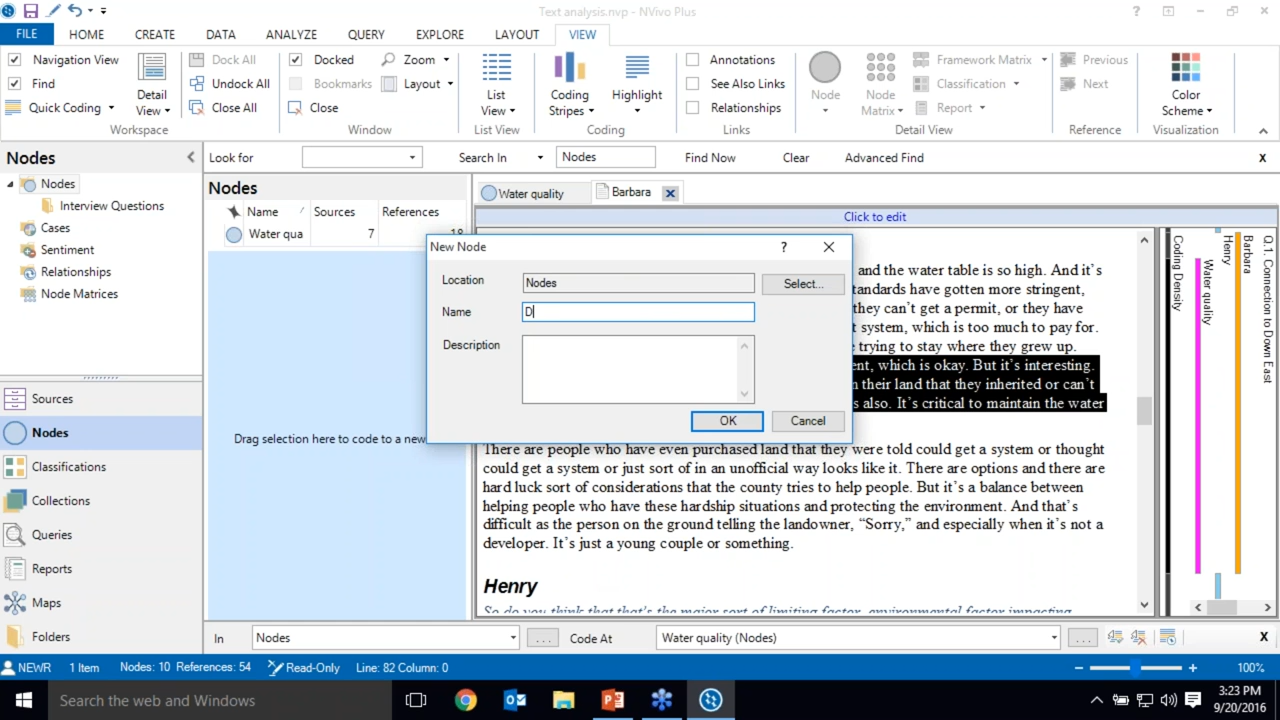 Text analysis.nvp - NVivo Plus
FILE HOME CREATE DATA ANALYZE QUERY EXPLORE LAYOUT VIEW
Navigation View
Find
Quick Coding
Detail View
Dock All
Undock All
Close All
Workspace
Docked
Bookmarks
Close
Zoom
Layout
Window
List View
List View
Coding Stripes
Highlight
Coding
Annotations
See Also Links
Relationships
Links
Node
Node Matrix
Framework Matrix
Classification
Report
Detail View
Previous
Next
Reference
Color Scheme
Visualization
Nodes
Look for Search In Nodes Find Now Clear Advanced Find X
Nodes
Interview Questions
Cases
Sentiment
Relationships
Node Matrices
Sources
Nodes
Classifications
Collections
Queries
Reports
Maps
Folders
Nodes
Name Sources References
Water qua 7 18
Drag selection here to code to a new
Water quality Barbara
Click to edit
New Node ?
Location Nodes Select...
Name D
Description
OK Cancel
and the water table is so high. And it's
tandards have gotten more stringent,
they can't get a permit, or they have
t system, which is too much to pay for.
e trying to stay where they grew up.
ent, which is okay. But it's interesting.
n their land that they inherited or can't
s also. It's critical to maintain the water
There are people who have even purchased land that they were told could get a system or thought
could get a system or just sort of in an unofficial way looks like it. There are options and there are
hard luck sort of considerations that the county tries to help people. But it's a balance between
helping people who have these hardship situations and protecting the environment. And that's
difficult as the person on the ground telling the landowner, "Sorry," and especially when it's not a
developer. It's just a young couple or something.
Henry
So do you think that that's the major sort of limiting factor, environmental factor impacting
Coding Density
Water quality
Henry
Barbara
Q.1. Connection to Down East
In Nodes ... Code At Water quality (Nodes) ... X
NEWR 1 Item Nodes: 10 References: 54 Read-Only Line: 82 Column: 0 100%
Search the web and Windows
3:23 PM
9/20/2016